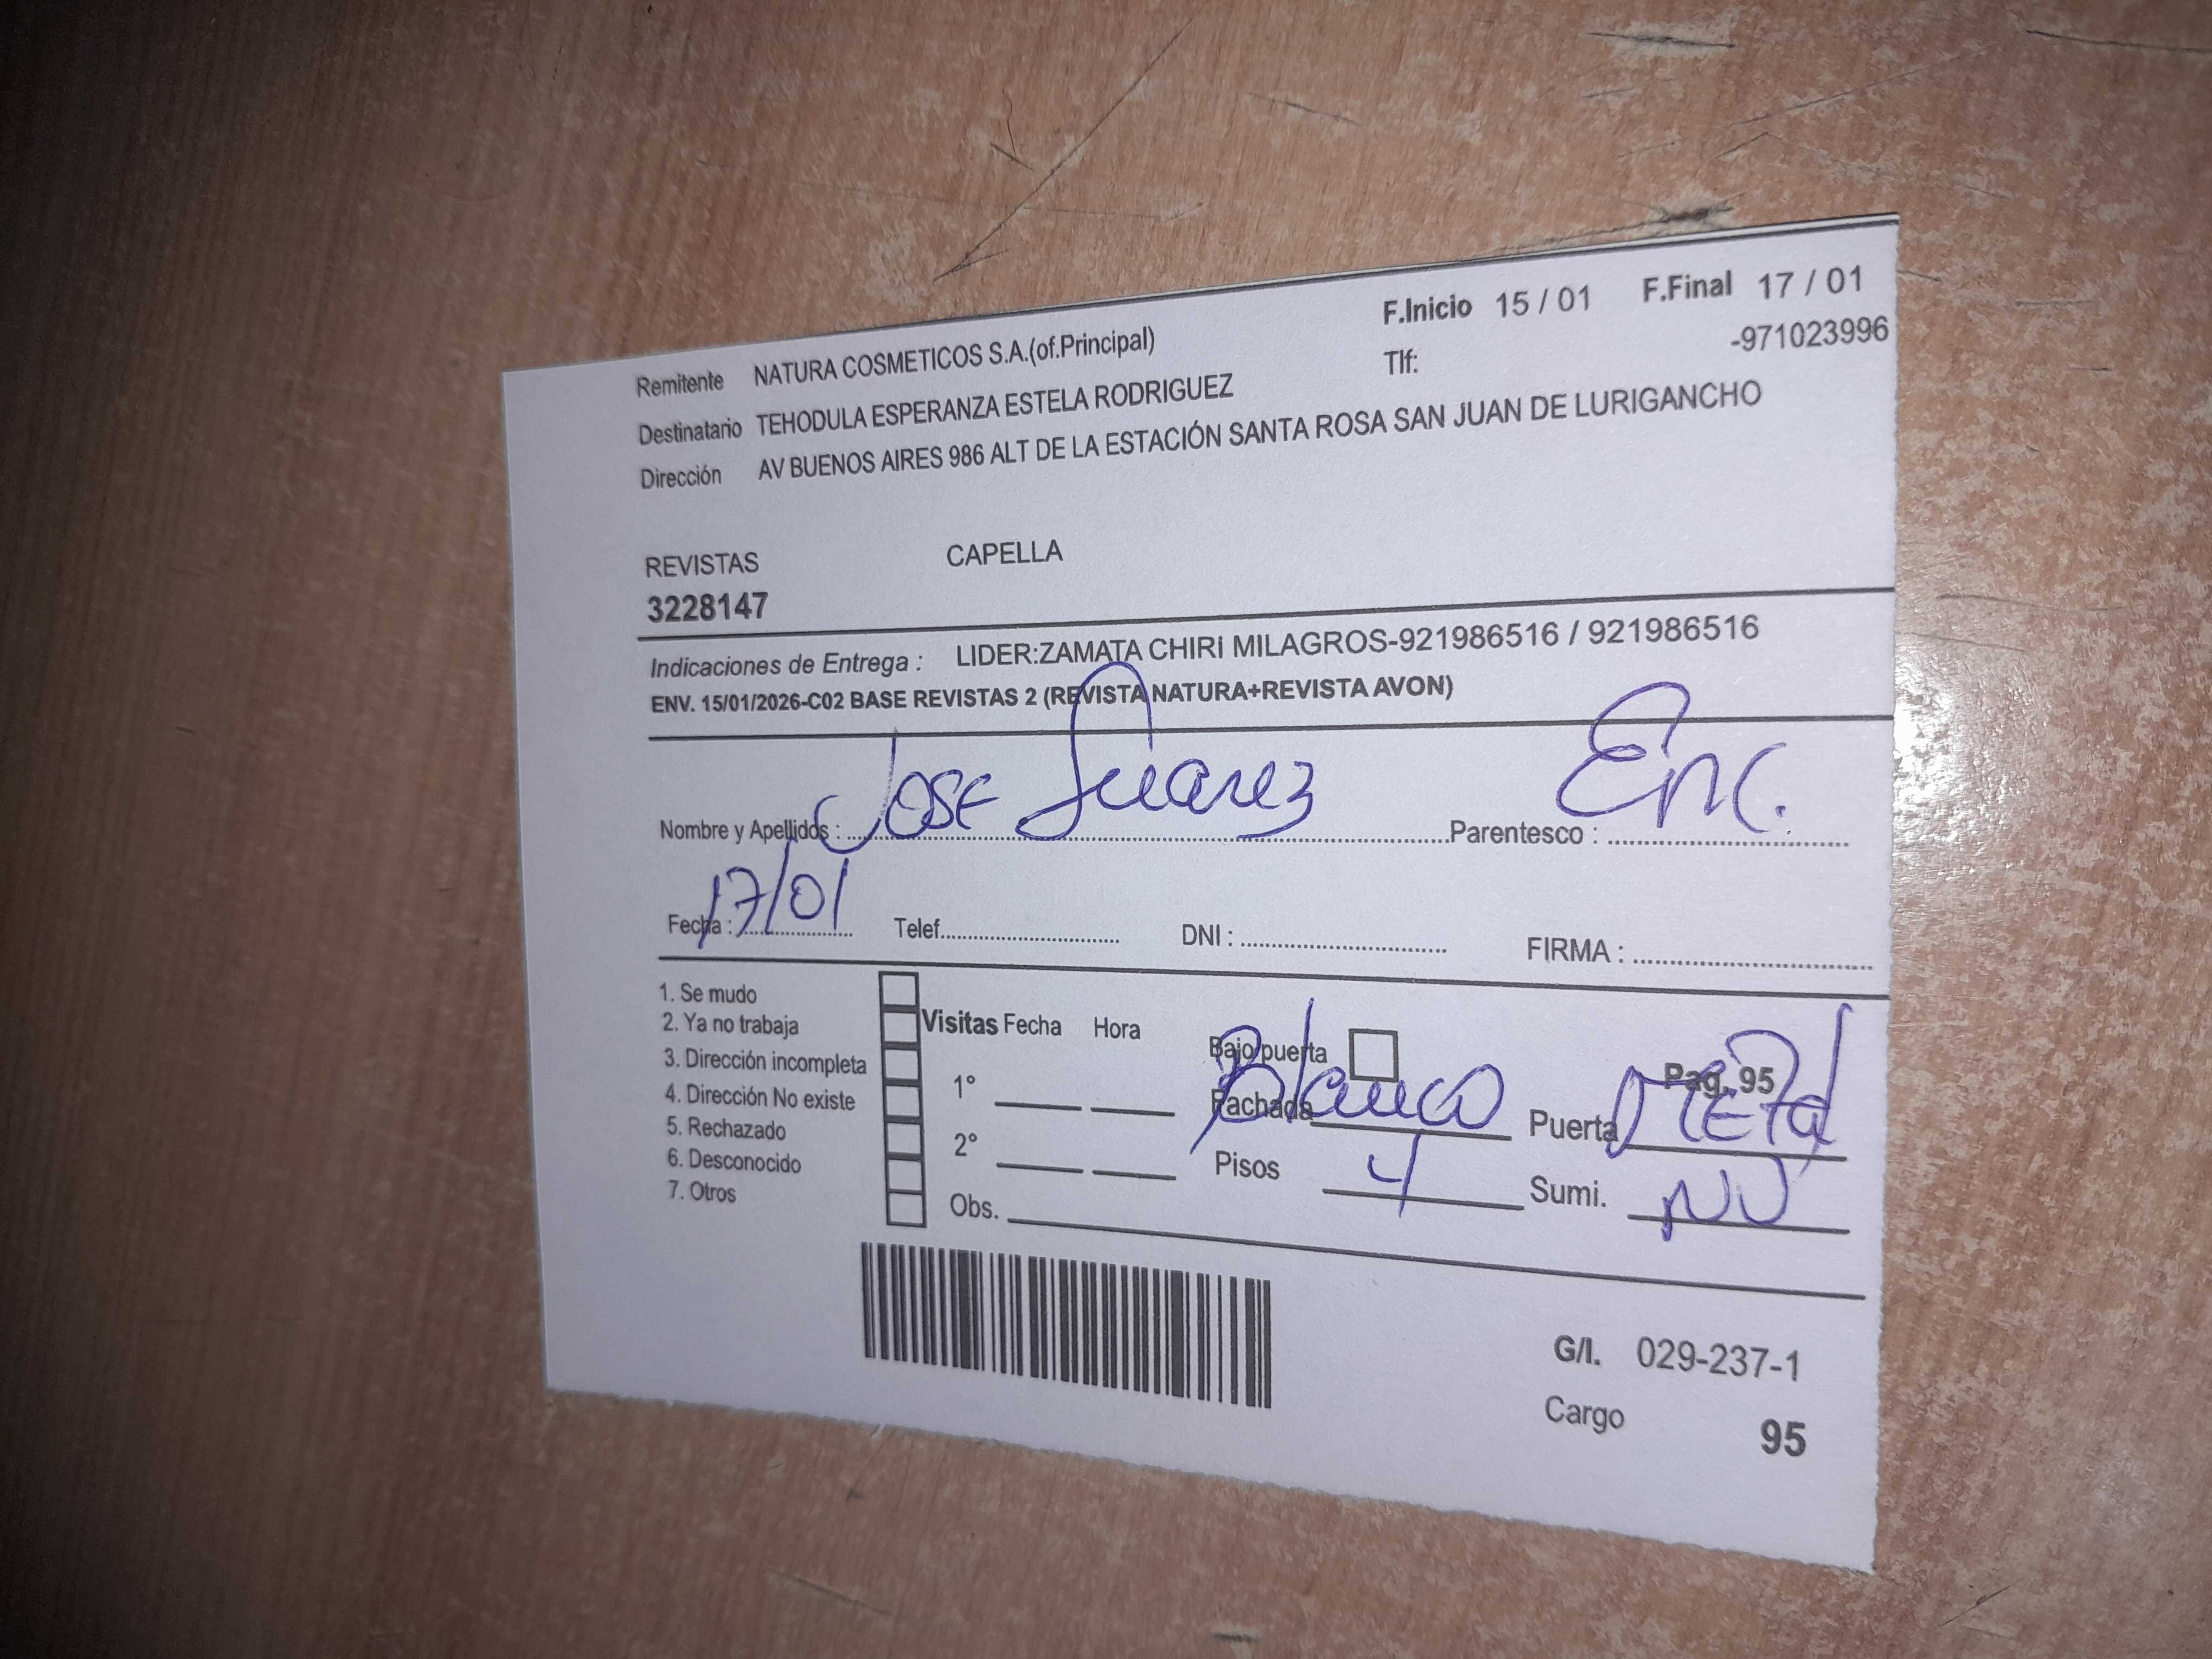 F.Inicio 15 / 01 F.Final 17 / 01
Remitente NATURA COSMETICOS S.A.(of.Principal) Tlf: -971023996
Destinatario TEHODULA ESPERANZA ESTELA RODRIGUEZ
Dirección AV BUENOS AIRES 986 ALT DE LA ESTACIÓN SANTA ROSA SAN JUAN DE LURIGANCHO
REVISTAS CAPELLA
3228147
Indicaciones de Entrega : LIDER:ZAMATA CHIRI MILAGROS-921986516 / 921986516
ENV. 15/01/2026-C02 BASE REVISTAS 2 (REVISTA NATURA+REVISTA AVON)
Nombre y Apellidos : Jose Suarez Parentesco : Enc.
Fecha : 17/01 Telef. DNI : FIRMA :
1. Se mudo
2. Ya no trabaja
3. Dirección incompleta
4. Dirección No existe
5. Rechazado
6. Desconocido
7. Otros
Visitas Fecha Hora
1°
2°
Obs.
Bajo puerta Pag. 95
Fachada Blanco Puerta Metal
Pisos 4 Sumi.
G/I. 029-237-1
Cargo 95